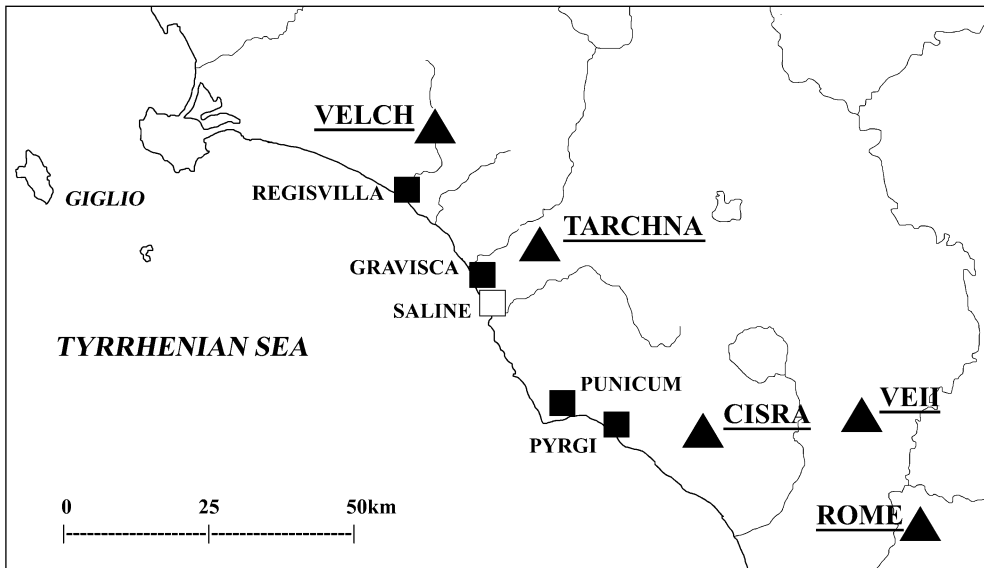 VELCH
REGISVILLA
GIGLIO
TARCHNA
GRAVISCA
SALINE
TYRRHENIAN SEA
PUNICUM
CISRA
VEII
PYRGI
0 25 50km
ROME